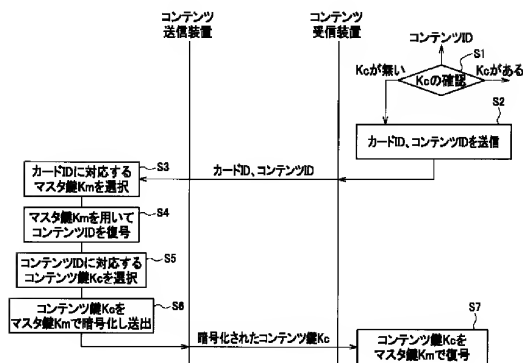 コンテンツ
送信装置
コンテンツ
受信装置
コンテンツID
S1
Kcが無い
Kcがある
Kcの確認
S2
カードID、コンテンツIDを送信
S3
カードIDに対応する
マスタ鍵Kmを選択
カードID、コンテンツID
S4
マスタ鍵Kmを用いて
コンテンツIDを復号
S5
コンテンツIDに対応する
コンテンツ鍵Kcを選択
S6
コンテンツ鍵Kcを
マスタ鍵Kmで暗号化し送出
暗号化されたコンテンツ鍵Kc
S7
コンテンツ鍵Kcを
マスタ鍵Kmで復号